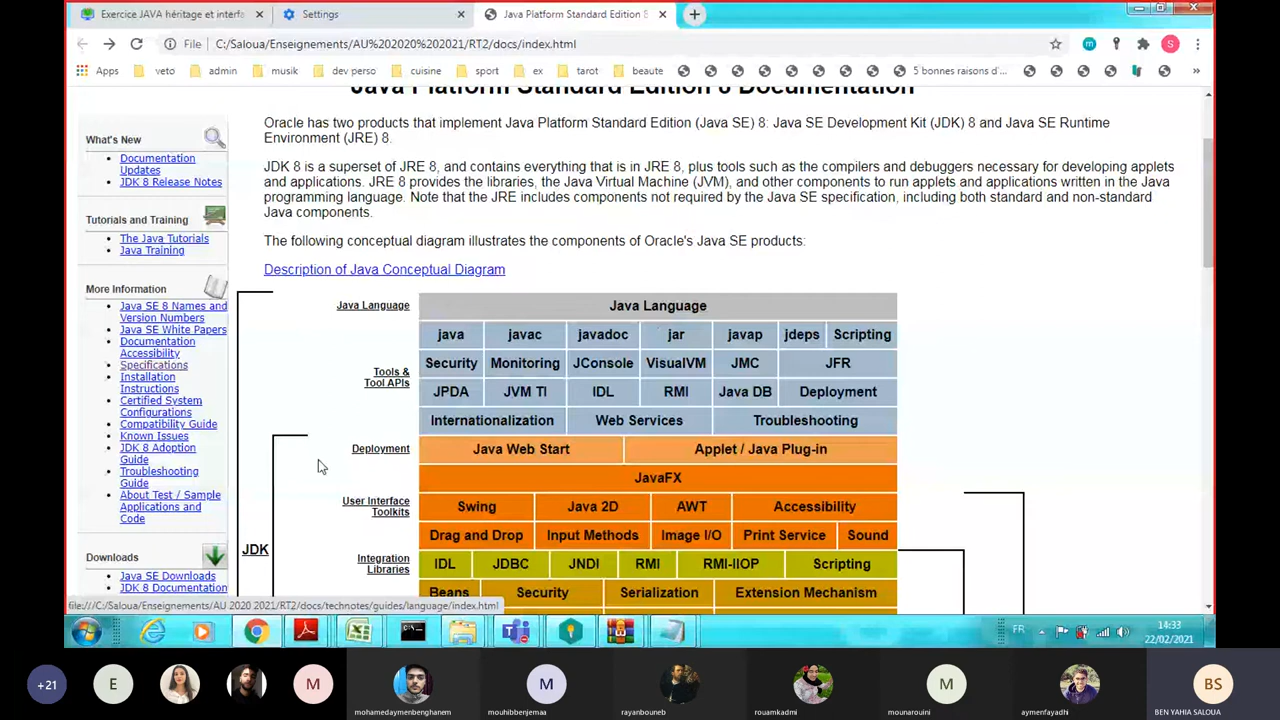 Exercice JAVA héritage et interfa
Settings
Java Platform Standard Edition 8
File
C:/Saloua/Enseignements/AU%202020%202021/RT2/docs/index.html
Apps
veto
admin
musik
dev perso
cuisine
sport
ex
tarot
beaute
5 bonnes raisons d'...
Java Platform Standard Edition 8 Documentation
Oracle has two products that implement Java Platform Standard Edition (Java SE) 8: Java SE Development Kit (JDK) 8 and Java SE Runtime
Environment (JRE) 8.
JDK 8 is a superset of JRE 8, and contains everything that is in JRE 8, plus tools such as the compilers and debuggers necessary for developing applets
and applications. JRE 8 provides the libraries, the Java Virtual Machine (JVM), and other components to run applets and applications written in the Java
programming language. Note that the JRE includes components not required by the Java SE specification, including both standard and non-standard
Java components.
The following conceptual diagram illustrates the components of Oracle's Java SE products:
Description of Java Conceptual Diagram
What's New
Documentation
Updates
JDK 8 Release Notes
Tutorials and Training
The Java Tutorials
Java Training
More Information
Java SE 8 Names and
Version Numbers
Java SE White Papers
Documentation
Accessibility
Specifications
Installation
Instructions
Certified System
Configurations
Compatibility Guide
Known Issues
JDK 8 Adoption
Guide
Troubleshooting
Guide
About Test / Sample
Applications and
Code
Downloads
Java SE Downloads
JDK 8 Documentation
JDK
Java Language
Java Language
Tools &
Tool APIs
java
javac
javadoc
jar
javap
jdeps
Scripting
Security
Monitoring
JConsole
VisualVM
JMC
JFR
JPDA
JVM TI
IDL
RMI
Java DB
Deployment
Internationalization
Web Services
Troubleshooting
Deployment
Java Web Start
Applet / Java Plug-in
JavaFX
User Interface
Toolkits
Swing
Java 2D
AWT
Accessibility
Drag and Drop
Input Methods
Image I/O
Print Service
Sound
Integration
Libraries
IDL
JDBC
JNDI
RMI
RMI-IIOP
Scripting
Beans
Security
Serialization
Extension Mechanism
file:///C:/Saloua/Enseignements/AU 2020 2021/RT2/docs/technotes/guides/language/index.html
FR
14:33
22/02/2021
+21
E
M
mohamedaymenbenghanem
M
mouhibbenjemaa
rayanbouneb
rouamkadmi
M
mounarouini
aymenfayadhi
BS
BEN YAHIA SALOUA